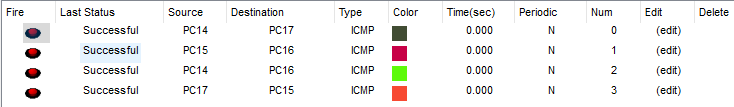 Fire Last Status Source Destination Type Color Time(sec) Periodic Num Edit Delete
Successful PC14 PC17 ICMP 0.000 N 0 (edit)
Successful PC15 PC16 ICMP 0.000 N 1 (edit)
Successful PC14 PC16 ICMP 0.000 N 2 (edit)
Successful PC17 PC15 ICMP 0.000 N 3 (edit)